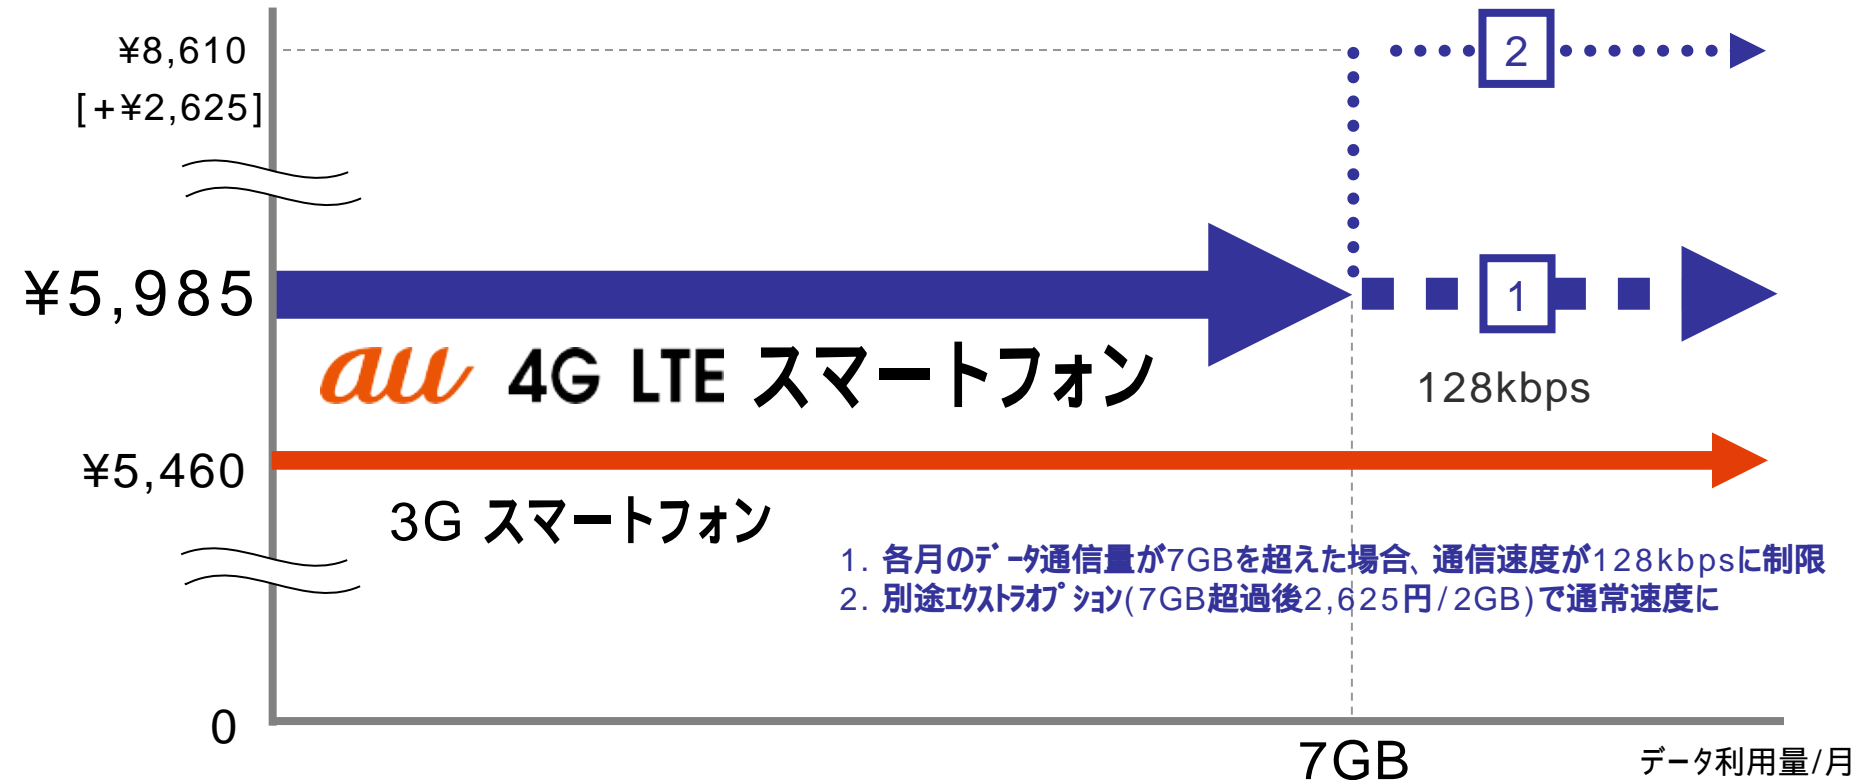 ¥8,610
[+¥2,625]
2
¥5,985
1
au 4G LTE スマートフォン
128kbps
¥5,460
3G スマートフォン
1. 各月のデータ通信量が7GBを超えた場合、通信速度が128kbpsに制限
2. 別途エクストラオプション(7GB超過後2,625円/2GB)で通常速度に
0
7GB
データ利用量/月